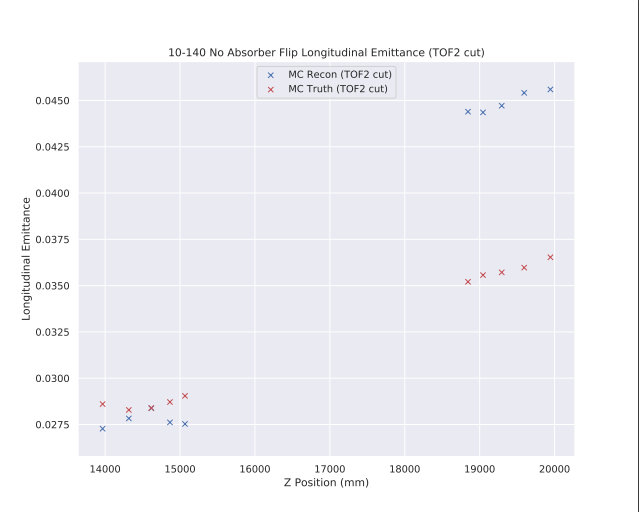 10-140 No Absorber Flip Longitudinal Emittance (TOF2 cut)
MC Recon (TOF2 cut)
MC Truth (TOF2 cut)
0.0450
0.0425
0.0400
0.0375
0.0350
0.0325
0.0300
0.0275
Longitudinal Emittance
14000 15000 16000 17000 18000 19000 20000
Z Position (mm)